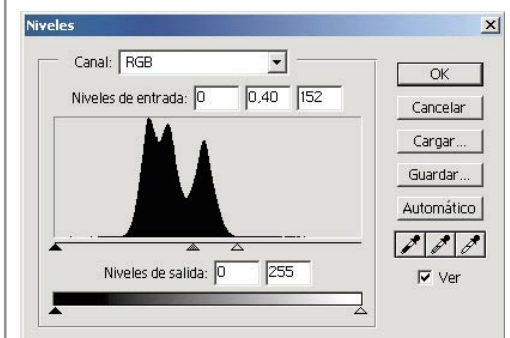 Niveles
Canal: RGB
OK
Niveles de entrada: 0 0,40 152
Cancelar
Cargar...
Guardar...
Automático
Niveles de salida: 0 255
Ver